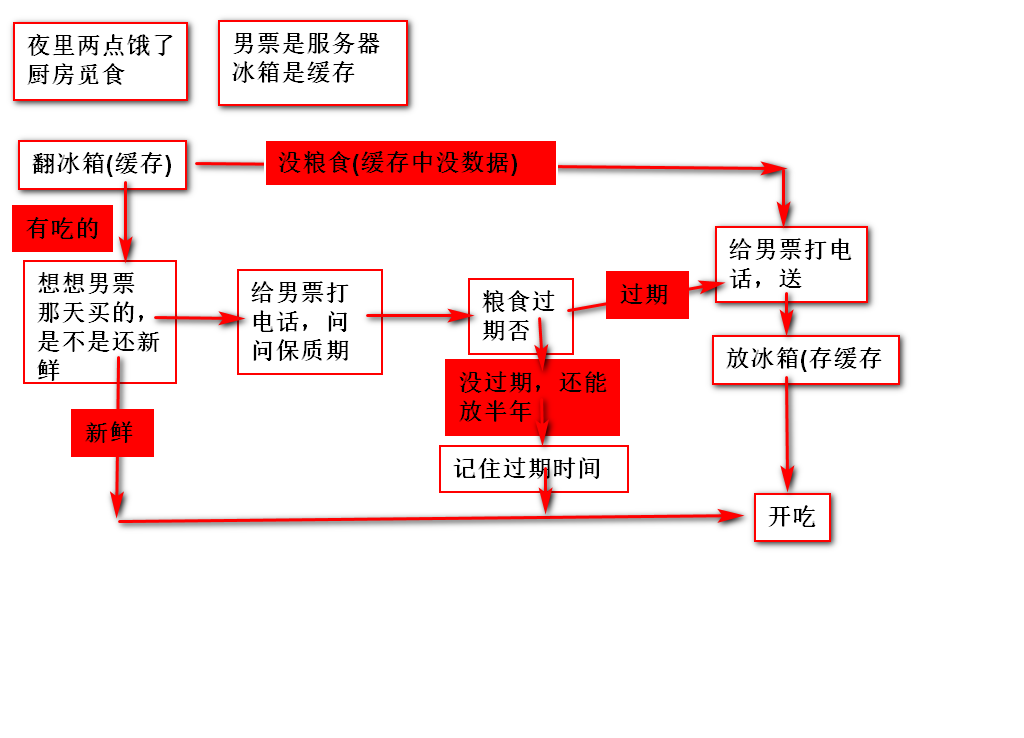 夜里两点饿了
厨房觅食
男票是服务器
冰箱是缓存
翻冰箱(缓存)
没粮食(缓存中没数据)
有吃的
给男票打电
话，送
想想男票
那天买的，
是不是还新
鲜
给男票打
电话，问
问保质期
粮食过
期否
过期
放冰箱(存缓存
没过期，还能
放半年
新鲜
记住过期时间
开吃